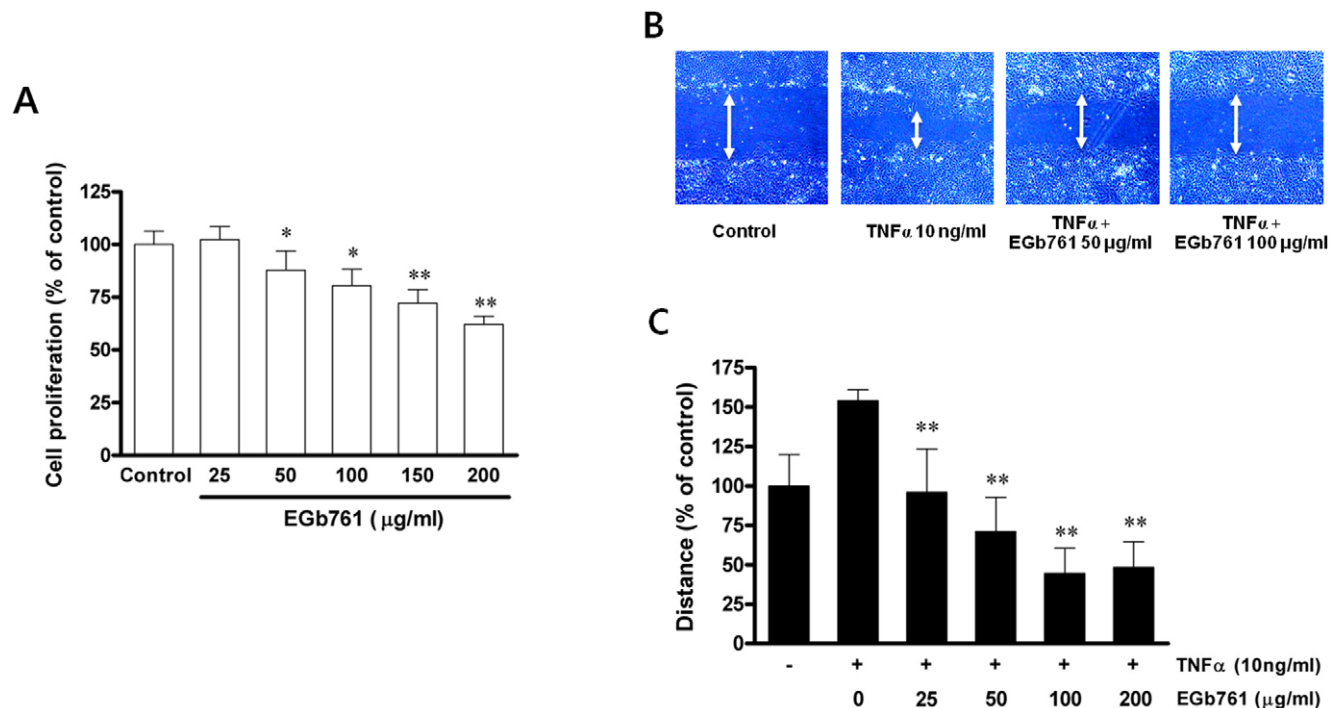 A
Cell proliferation (% of control)
125
100
75
50
25
0
*
*
**
**
Control 25 50 100 150 200
EGb761 ( μg/ml)
B
Control
TNFα 10 ng/ml
TNFα +
EGb761 50 μg/ml
TNFα +
EGb761 100 μg/ml
C
Distance (% of control)
175
150
125
100
75
50
25
0
**
**
**
**
- + + + + + TNFα (10ng/ml)
0 25 50 100 200 EGb761 (μg/ml)